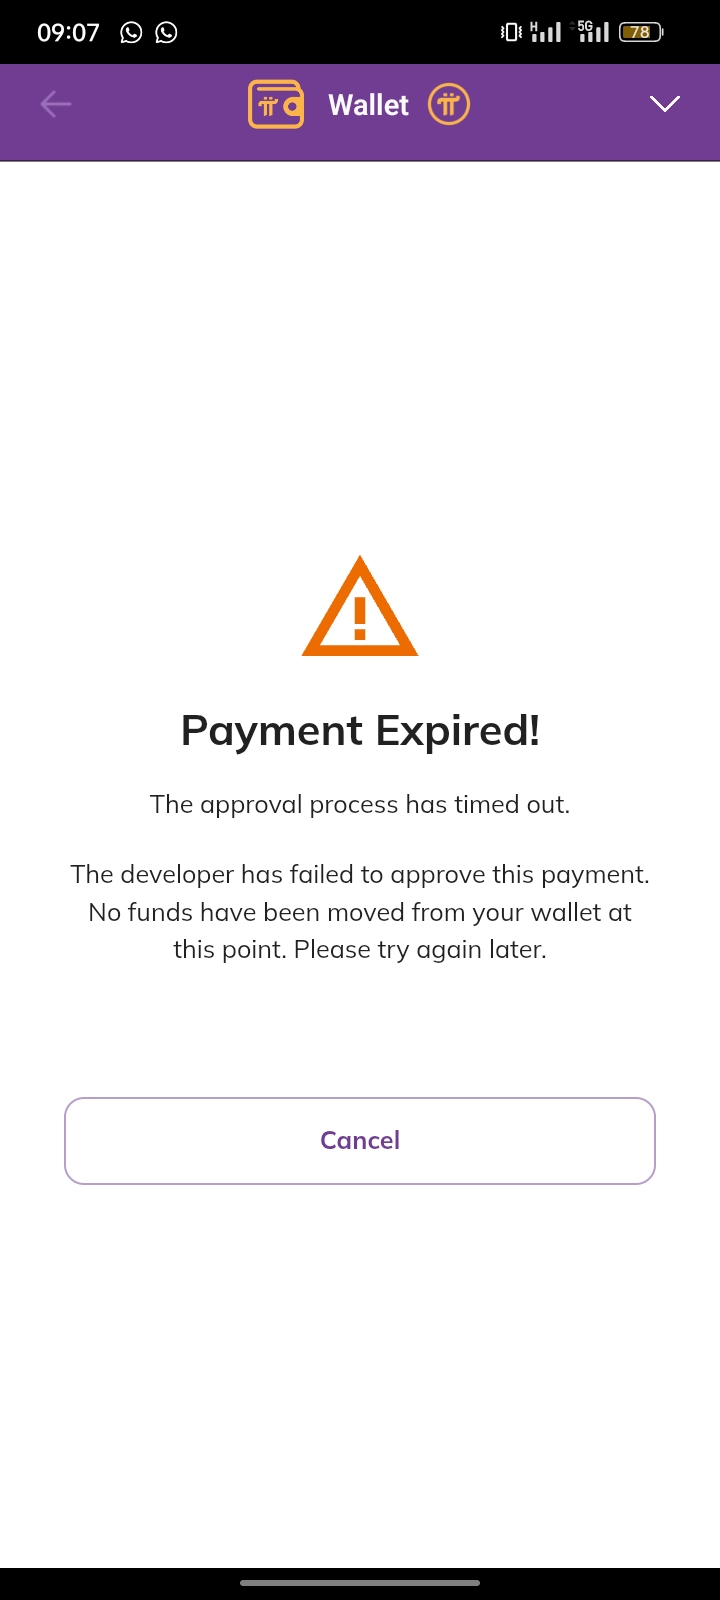 09:07
H
5G
78
Wallet
Payment Expired!
The approval process has timed out.
The developer has failed to approve this payment.
No funds have been moved from your wallet at
this point. Please try again later.
Cancel